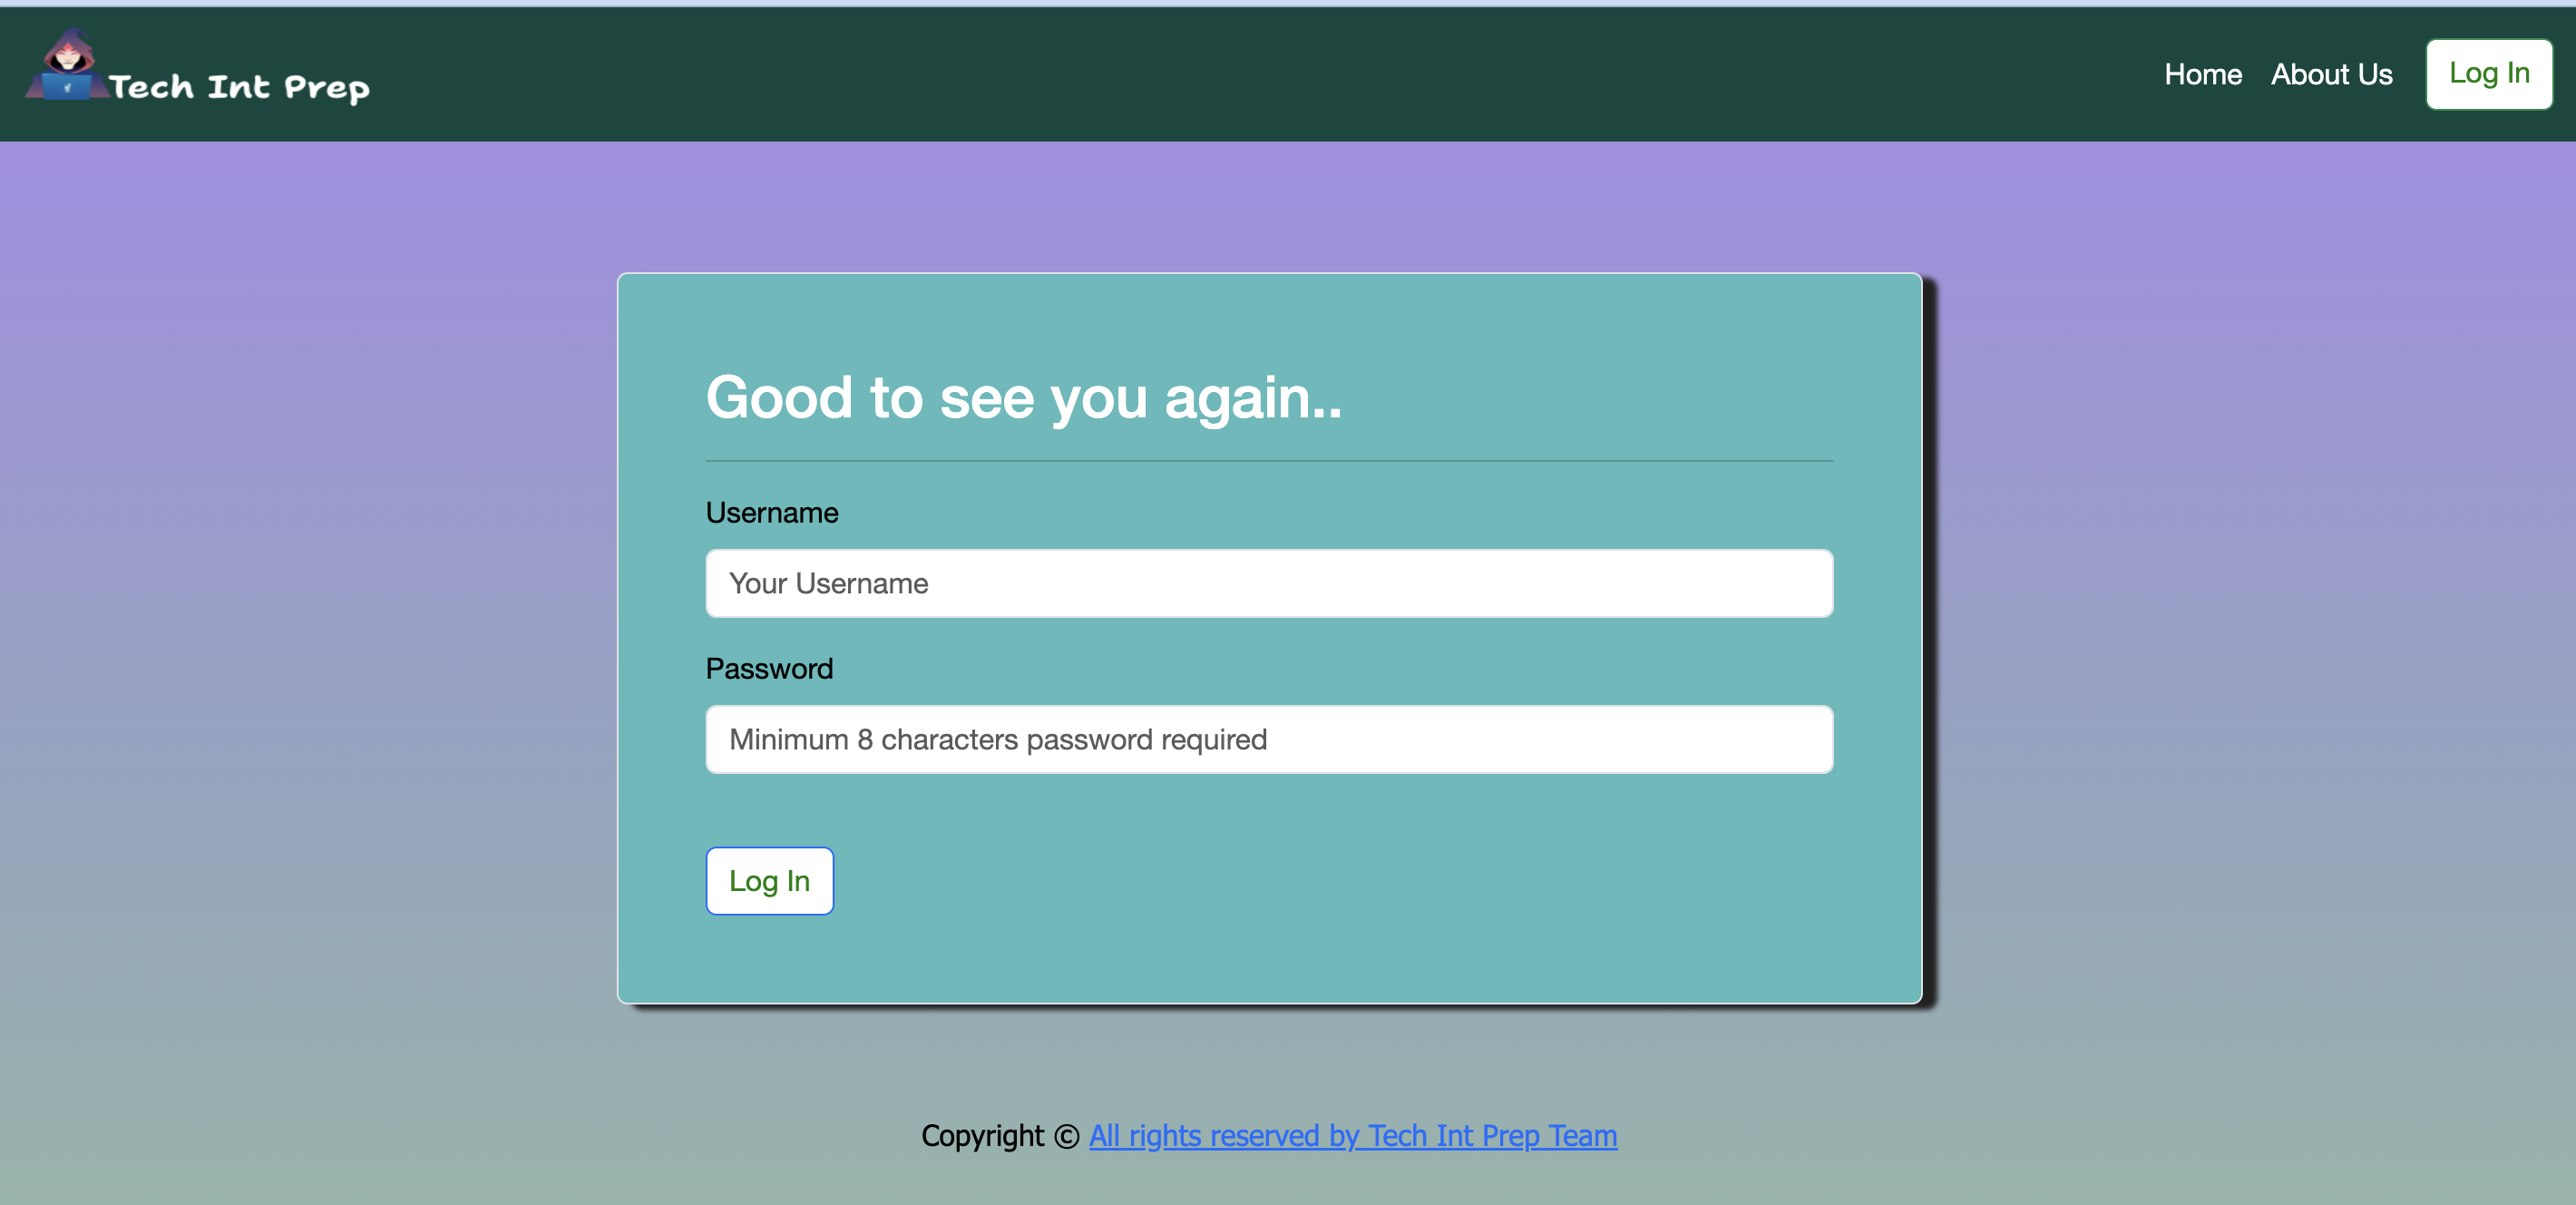 Tech Int Prep
Home About Us Log In
Good to see you again..
Username
Your Username
Password
Minimum 8 characters password required
Log In
Copyright © All rights reserved by Tech Int Prep Team